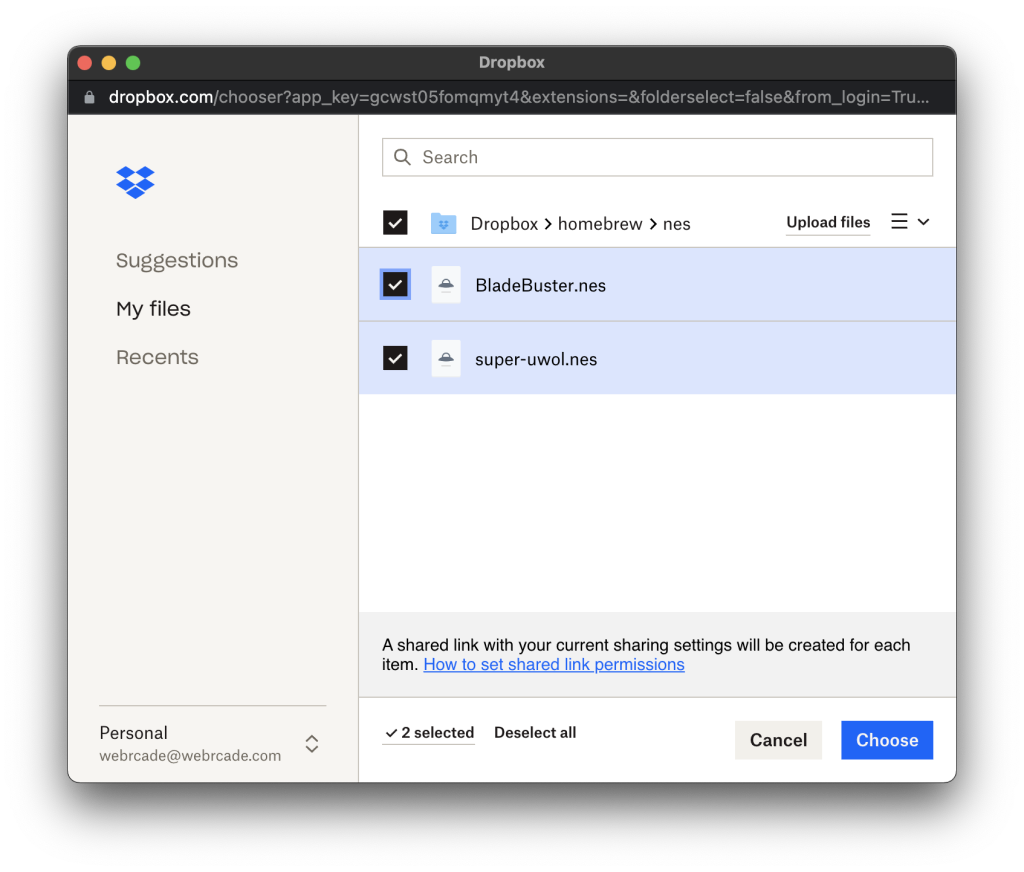 Dropbox
dropbox.com/chooser?app_key=gcwst05fomqmyt4&extensions=&folderselect=false&from_login=Tru...
Search
Dropbox > homebrew > nes
Upload files
Suggestions
My files
Recents
BladeBuster.nes
super-uwol.nes
A shared link with your current sharing settings will be created for each
item. How to set shared link permissions
Personal
webrcade@webrcade.com
2 selected
Deselect all
Cancel
Choose